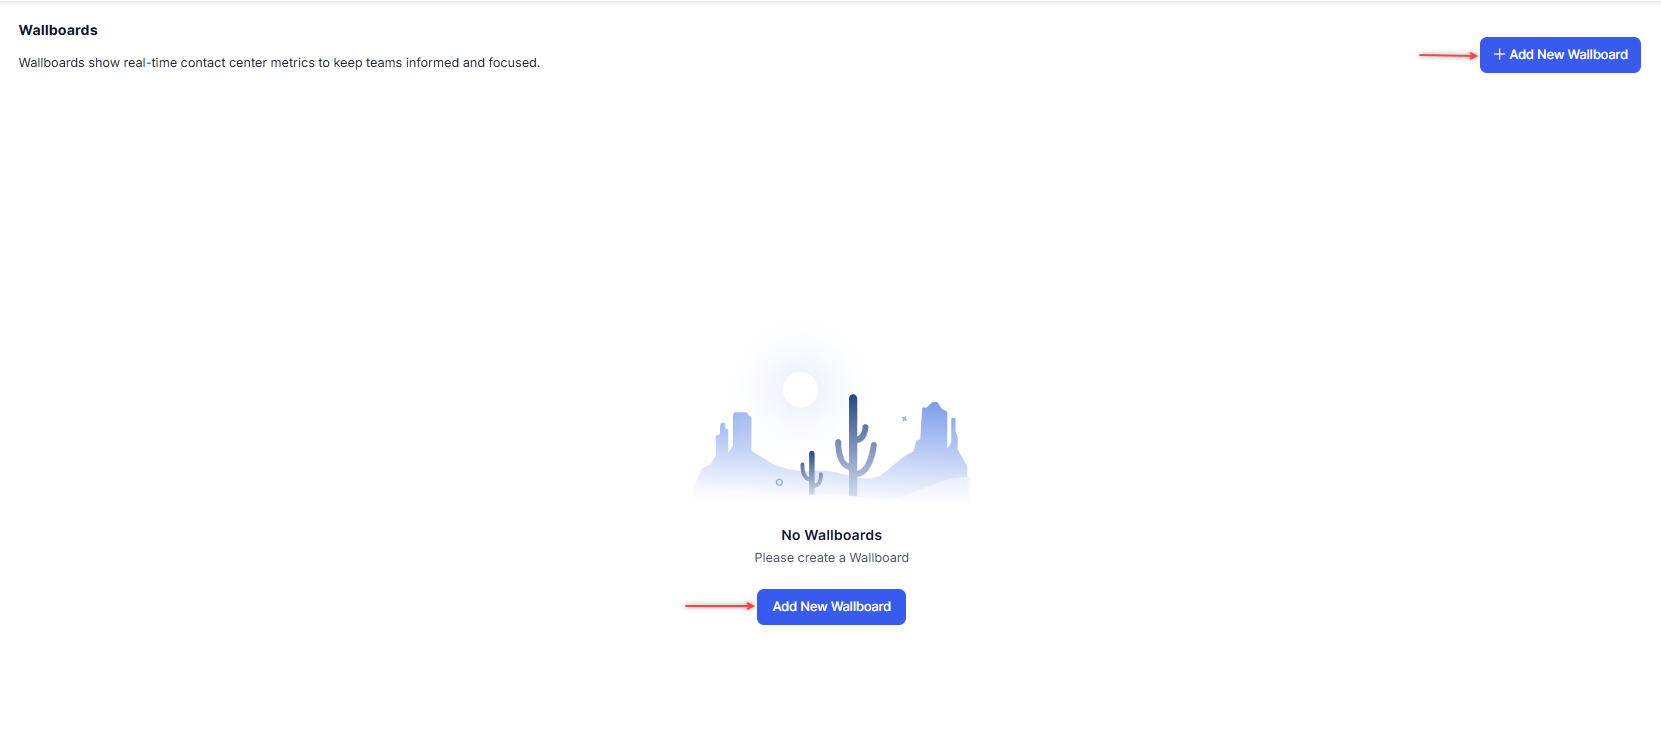 Wallboards
Wallboards show real-time contact center metrics to keep teams informed and focused.
+ Add New Wallboard
No Wallboards
Please create a Wallboard
Add New Wallboard